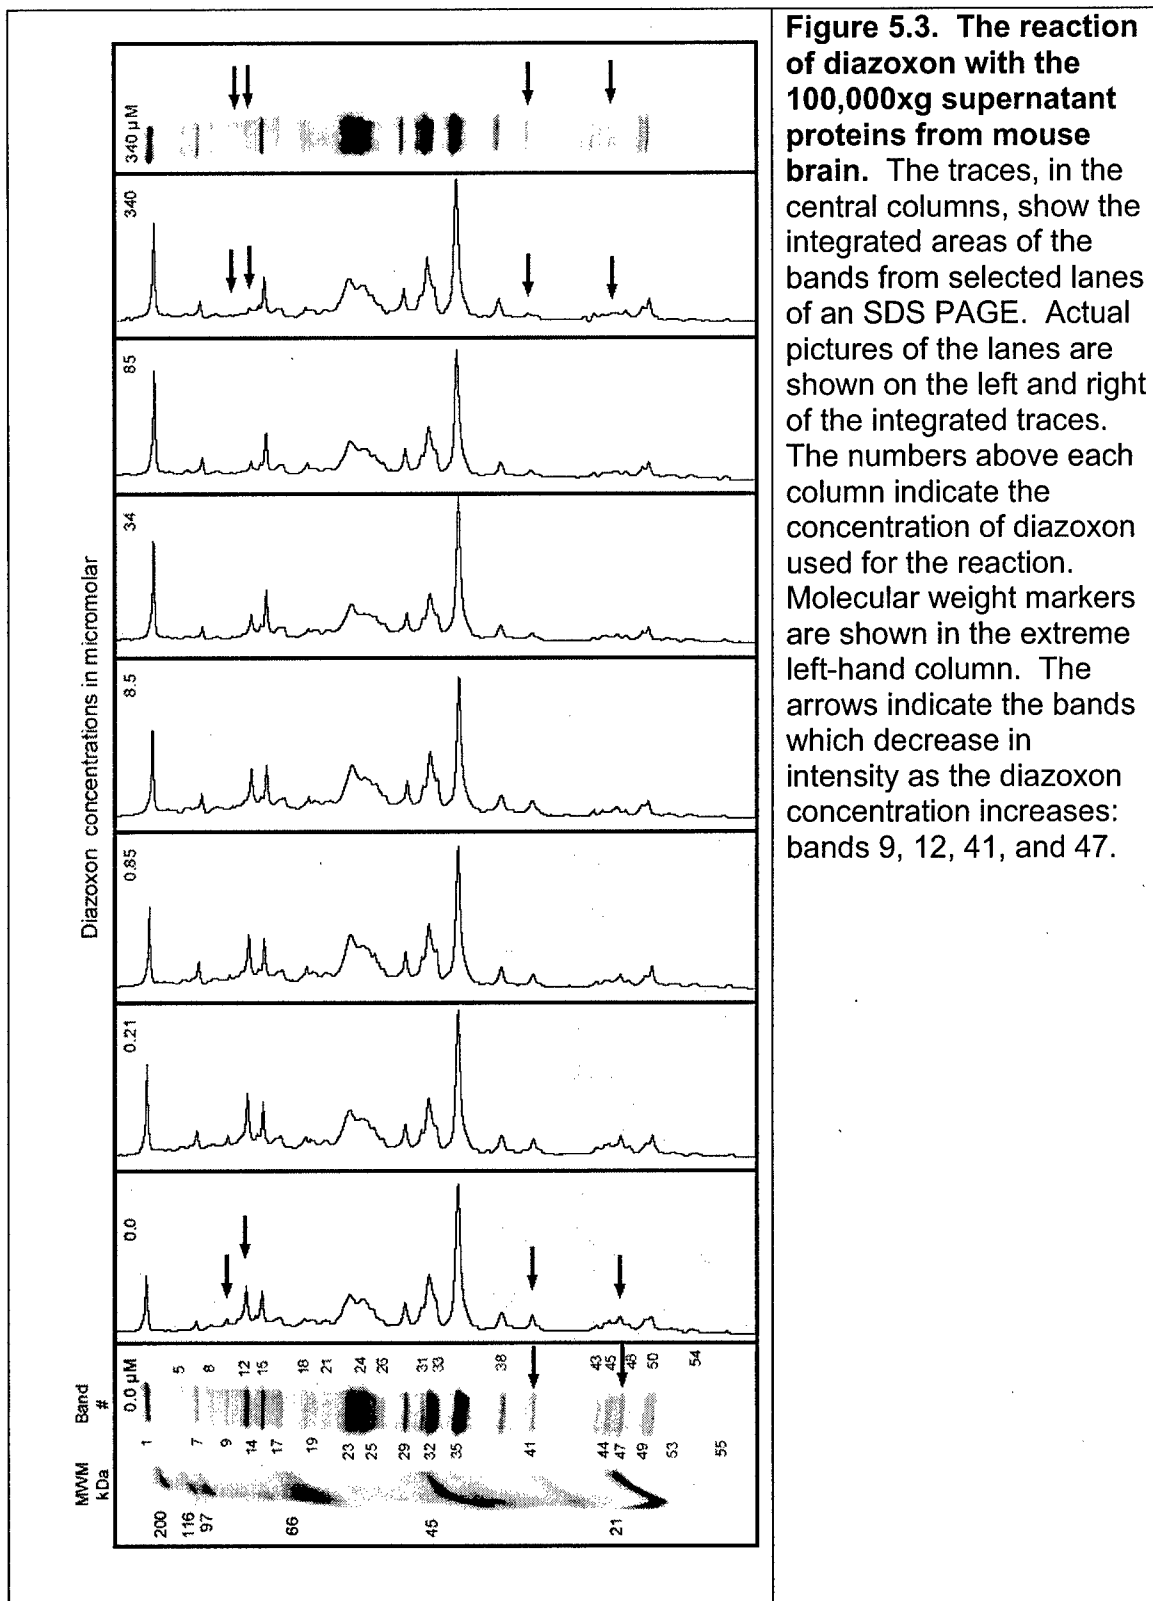 Figure 5.3. The reaction
of diazoxon with the
100,000xg supernatant
proteins from mouse
brain. The traces, in the
central columns, show the
integrated areas of the
bands from selected lanes
of an SDS PAGE. Actual
pictures of the lanes are
shown on the left and right
of the integrated traces.
The numbers above each
column indicate the
concentration of diazoxon
used for the reaction.
Molecular weight markers
are shown in the extreme
left-hand column. The
arrows indicate the bands
which decrease in
intensity as the diazoxon
concentration increases:
bands 9, 12, 41, and 47.
Diazoxon concentrations in micromolar
MWM
kDa
Band
#
0.0 µM
0.0
0.21
0.85
8.5
34
85
340
340 µM
200
116
97
66
45
21
1
7
9
14
17
19
23
25
29
32
35
41
44
47
49
53
55
5
8
12
15
18
21
24
26
31
33
38
43
45
48
50
54